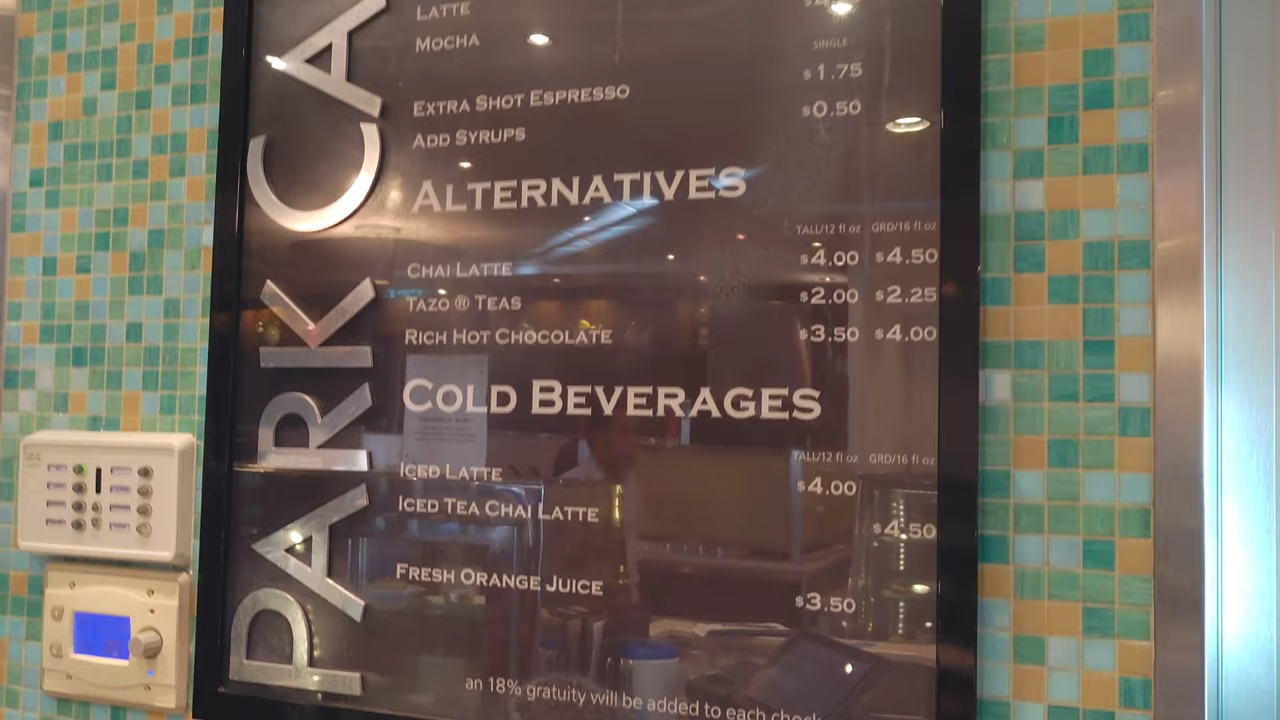 PARK CA
LATTE
MOCHA
SINGLE
EXTRA SHOT ESPRESSO $1.75
ADD SYRUPS $0.50
ALTERNATIVES
TALL/12 fl oz GRD/16 fl oz
CHAI LATTE $4.00 $4.50
TAZO ® TEAS $2.00 $2.25
RICH HOT CHOCOLATE $3.50 $4.00
COLD BEVERAGES
TALL/12 fl oz GRD/16 fl oz
ICED LATTE $4.00
ICED TEA CHAI LATTE $4.50
FRESH ORANGE JUICE $3.50
an 18% gratuity will be added to each check